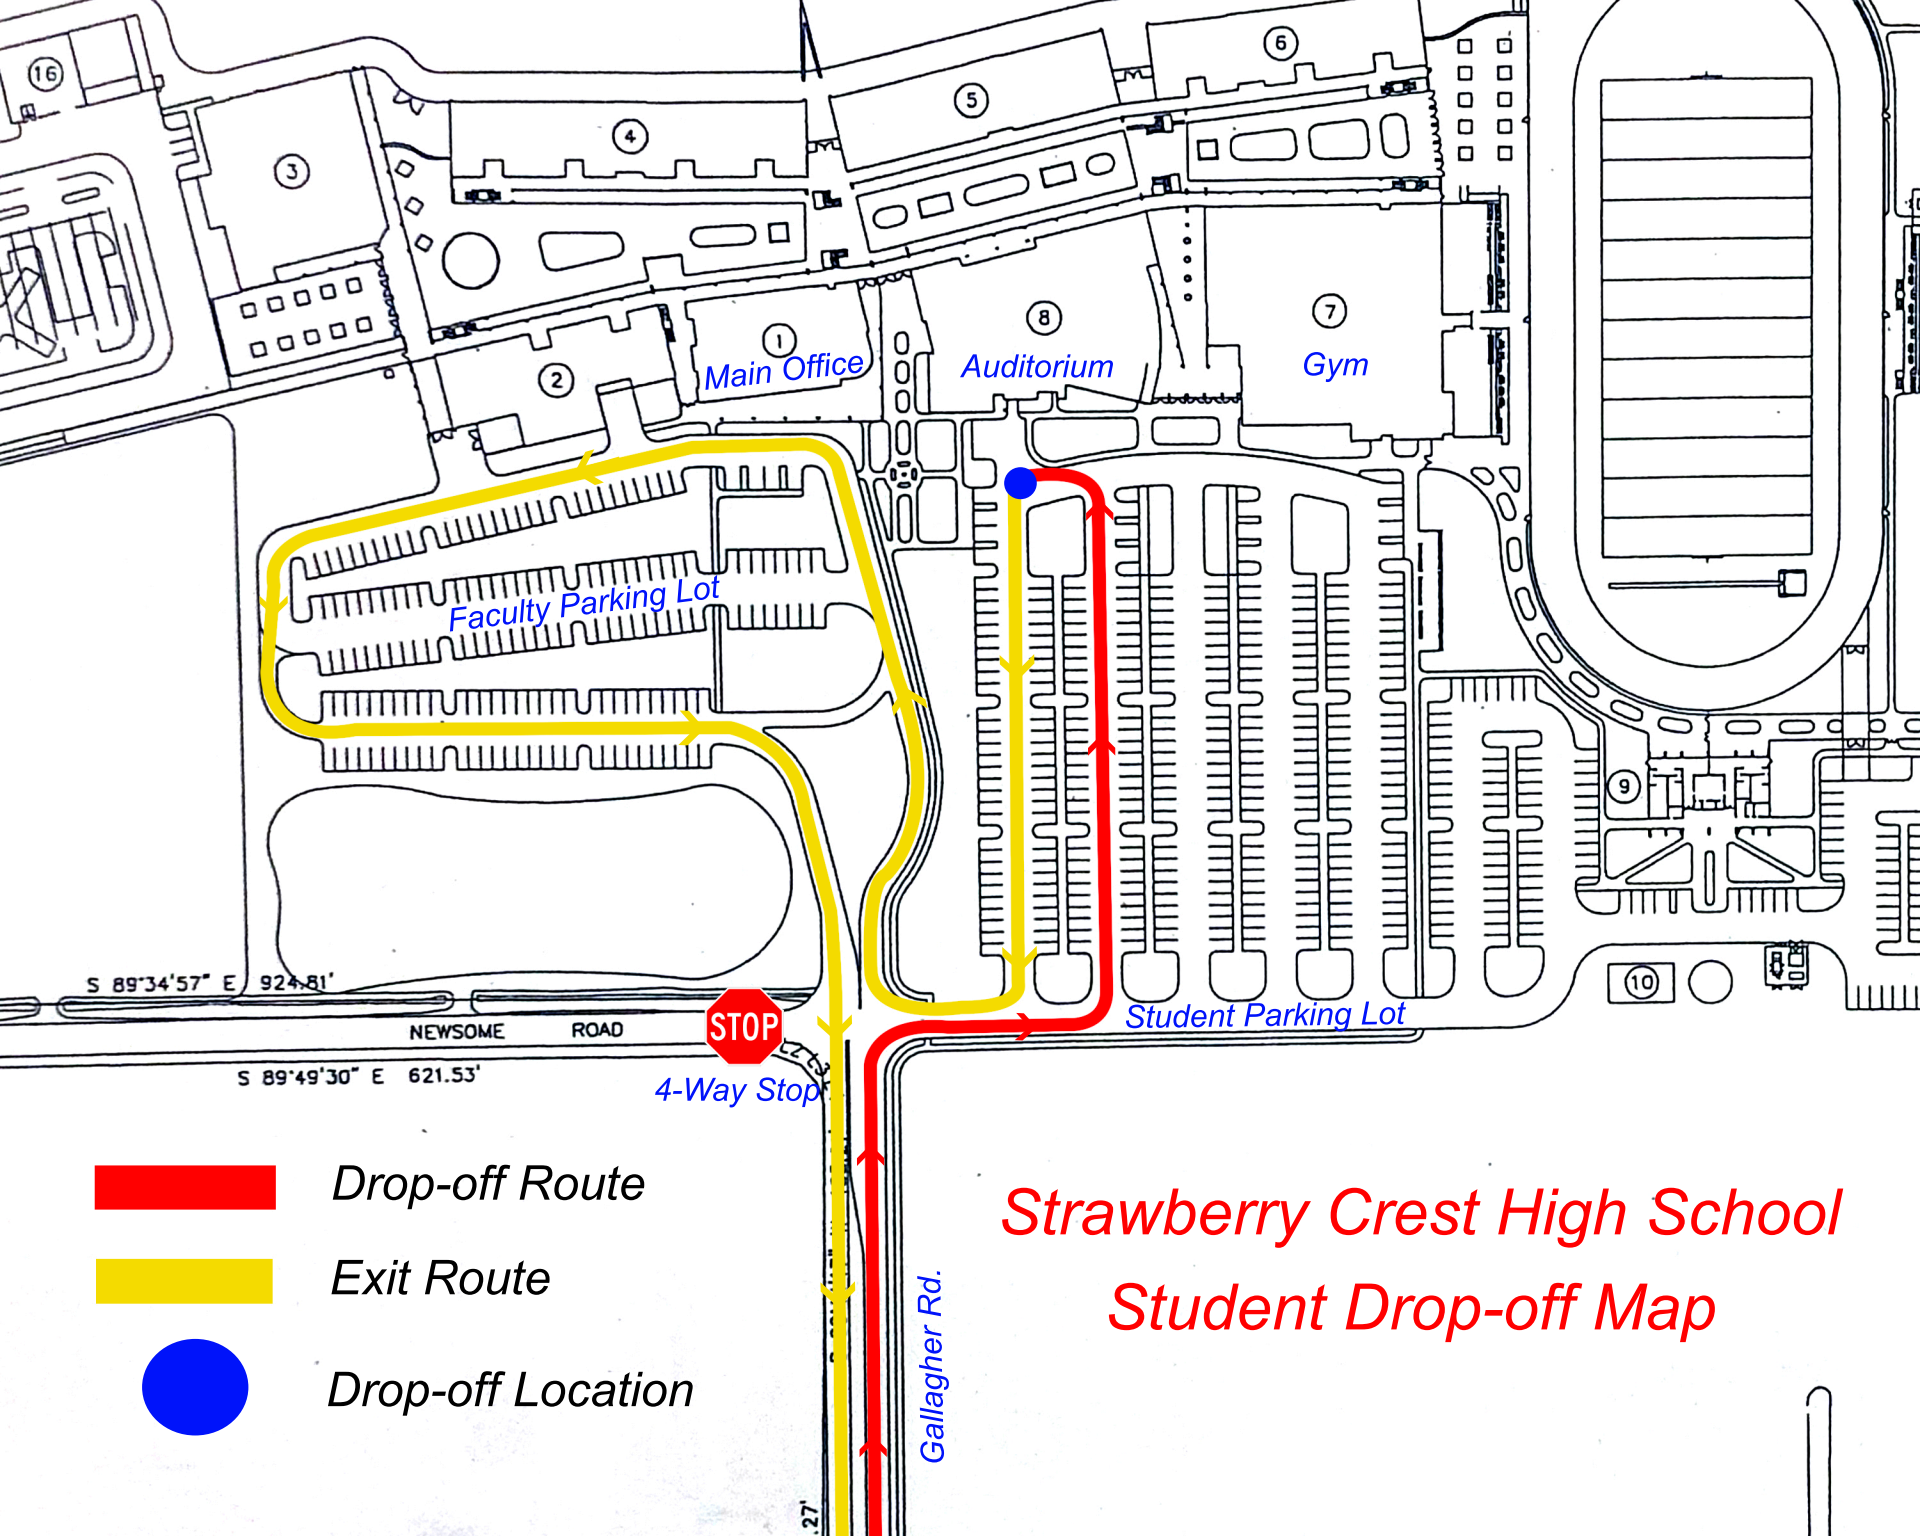 16
3
4
5
6
2
1
Main Office
8
Auditorium
7
Gym
Faculty Parking Lot
9
10
S 89°34'57" E 924.81'
NEWSOME ROAD
STOP
S 89°49'30" E 621.53'
4-Way Stop
Student Parking Lot
Drop-off Route
Exit Route
Drop-off Location
Gallagher Rd.
Strawberry Crest High School
Student Drop-off Map
.27'